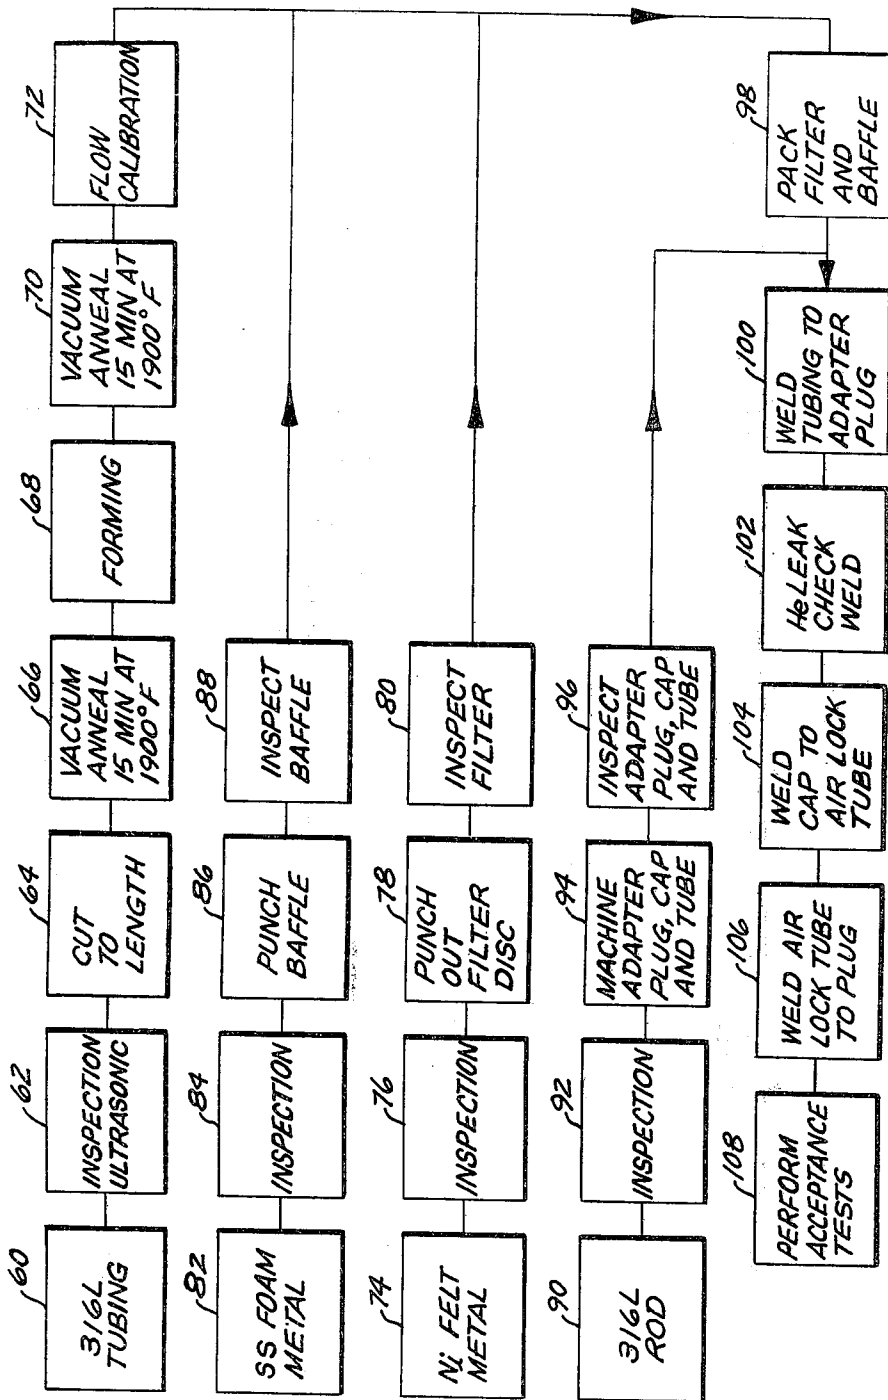 60
316L
TUBING
62
INSPECTION
ULTRASONIC
64
CUT
TO
LENGTH
66
VACUUM
ANNEAL
15 MIN AT
1900°F
68
FORMING
70
VACUUM
ANNEAL
15 MIN AT
1900°F
72
FLOW
CALIBRATION
82
SS FOAM
METAL
84
INSPECTION
86
PUNCH
BAFFLE
88
INSPECT
BAFFLE
74
Ni FELT
METAL
76
INSPECTION
78
PUNCH
OUT
FILTER
DISC
80
INSPECT
FILTER
90
316L
ROD
92
INSPECTION
94
MACHINE
ADAPTER
PLUG, CAP
AND TUBE
96
INSPECT
ADAPTER
PLUG, CAP
AND TUBE
98
PACK
FILTER
AND
BAFFLE
100
WELD
TUBING TO
ADAPTER
PLUG
102
He LEAK
CHECK
WELD
104
WELD
CAP TO
AIR LOCK
TUBE
106
WELD AIR
LOCK TUBE
TO PLUG
108
PERFORM
ACCEPTANCE
TESTS